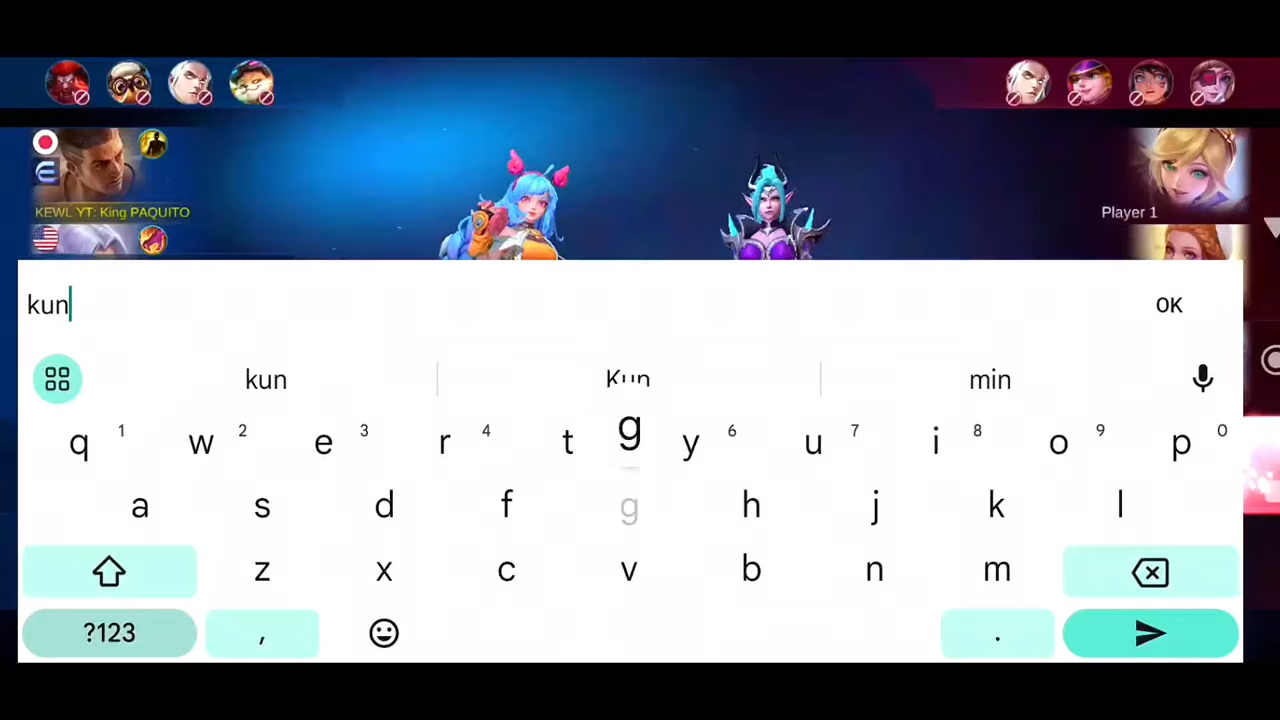 KEWL YT: King PAQUITO
Player 1
kun
OK
kun Kun min
q 1 w 2 e 3 r 4 t g y 6 u 7 i 8 o 9 p 0
a s d f g h j k l
z x c v b n m
?123 , .